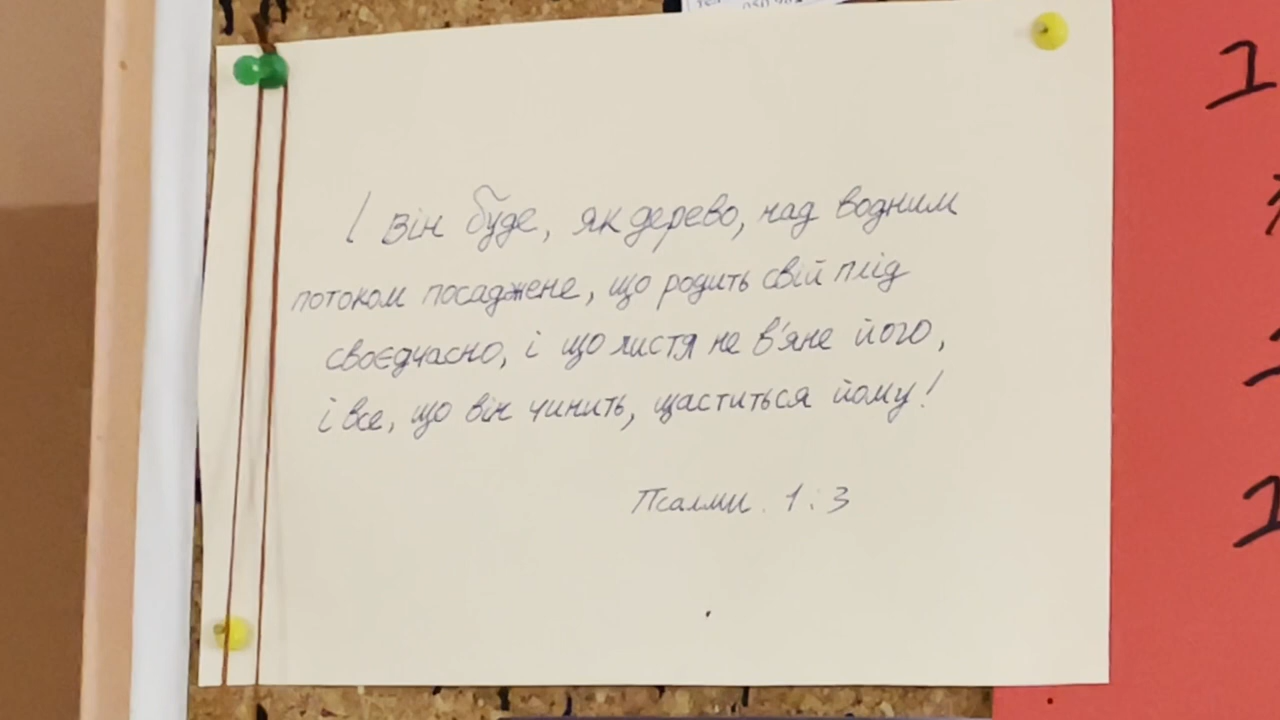 І він буде, як дерево, над водним
потоком посаджене, що родить свій плід
своєдчасно, і що листя не в'яне його,
і все, що він чинить, щаститься йому!
Псалми. 1:3